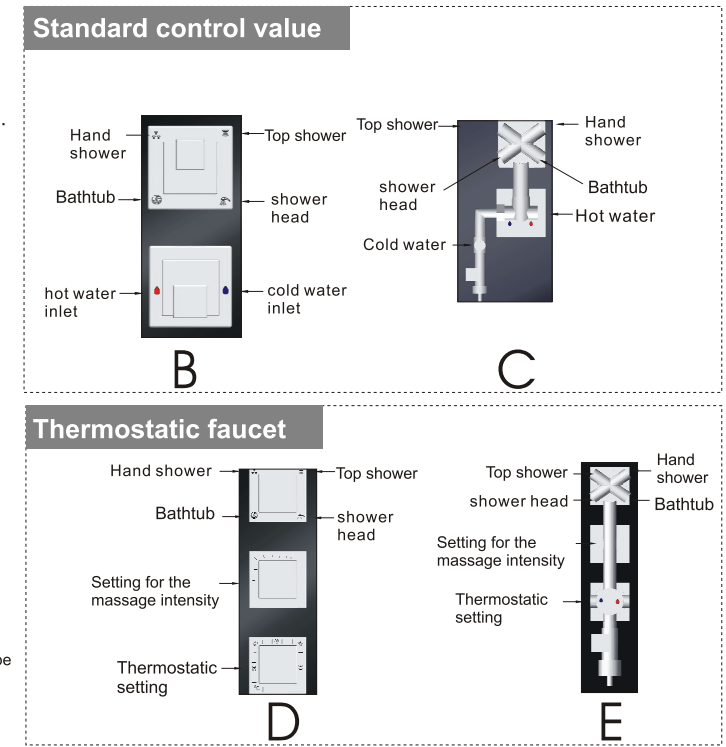 Standard control value
.
Hand
shower
Top shower
Bathtub
shower
head
hot water
inlet
cold water
inlet
B
Top shower
Hand
shower
shower
head
Bathtub
Hot water
Cold water
C
Thermostatic faucet
Hand shower
Top shower
Bathtub
shower
head
Setting for the
massage intensity
Thermostatic
setting
D
Top shower
Hand
shower
shower head
Bathtub
Setting for the
massage intensity
Thermostatic
setting
E